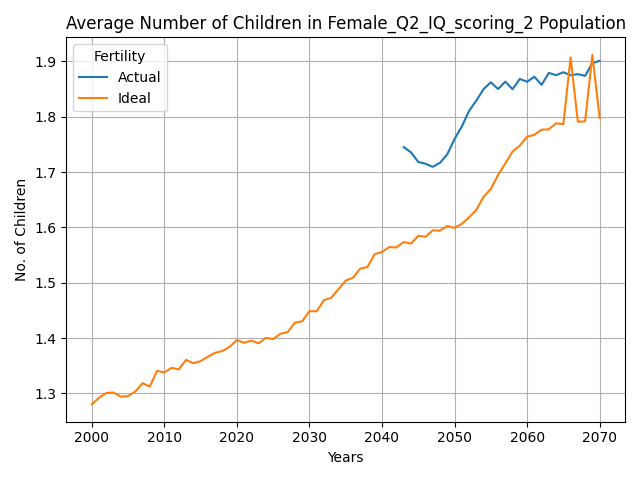 Average Number of Children in Female_Q2_IQ_scoring_2 Population
Fertility
Actual
Ideal
No. of Children
1.9
1.8
1.7
1.6
1.5
1.4
1.3
2000 2010 2020 2030 2040 2050 2060 2070
Years